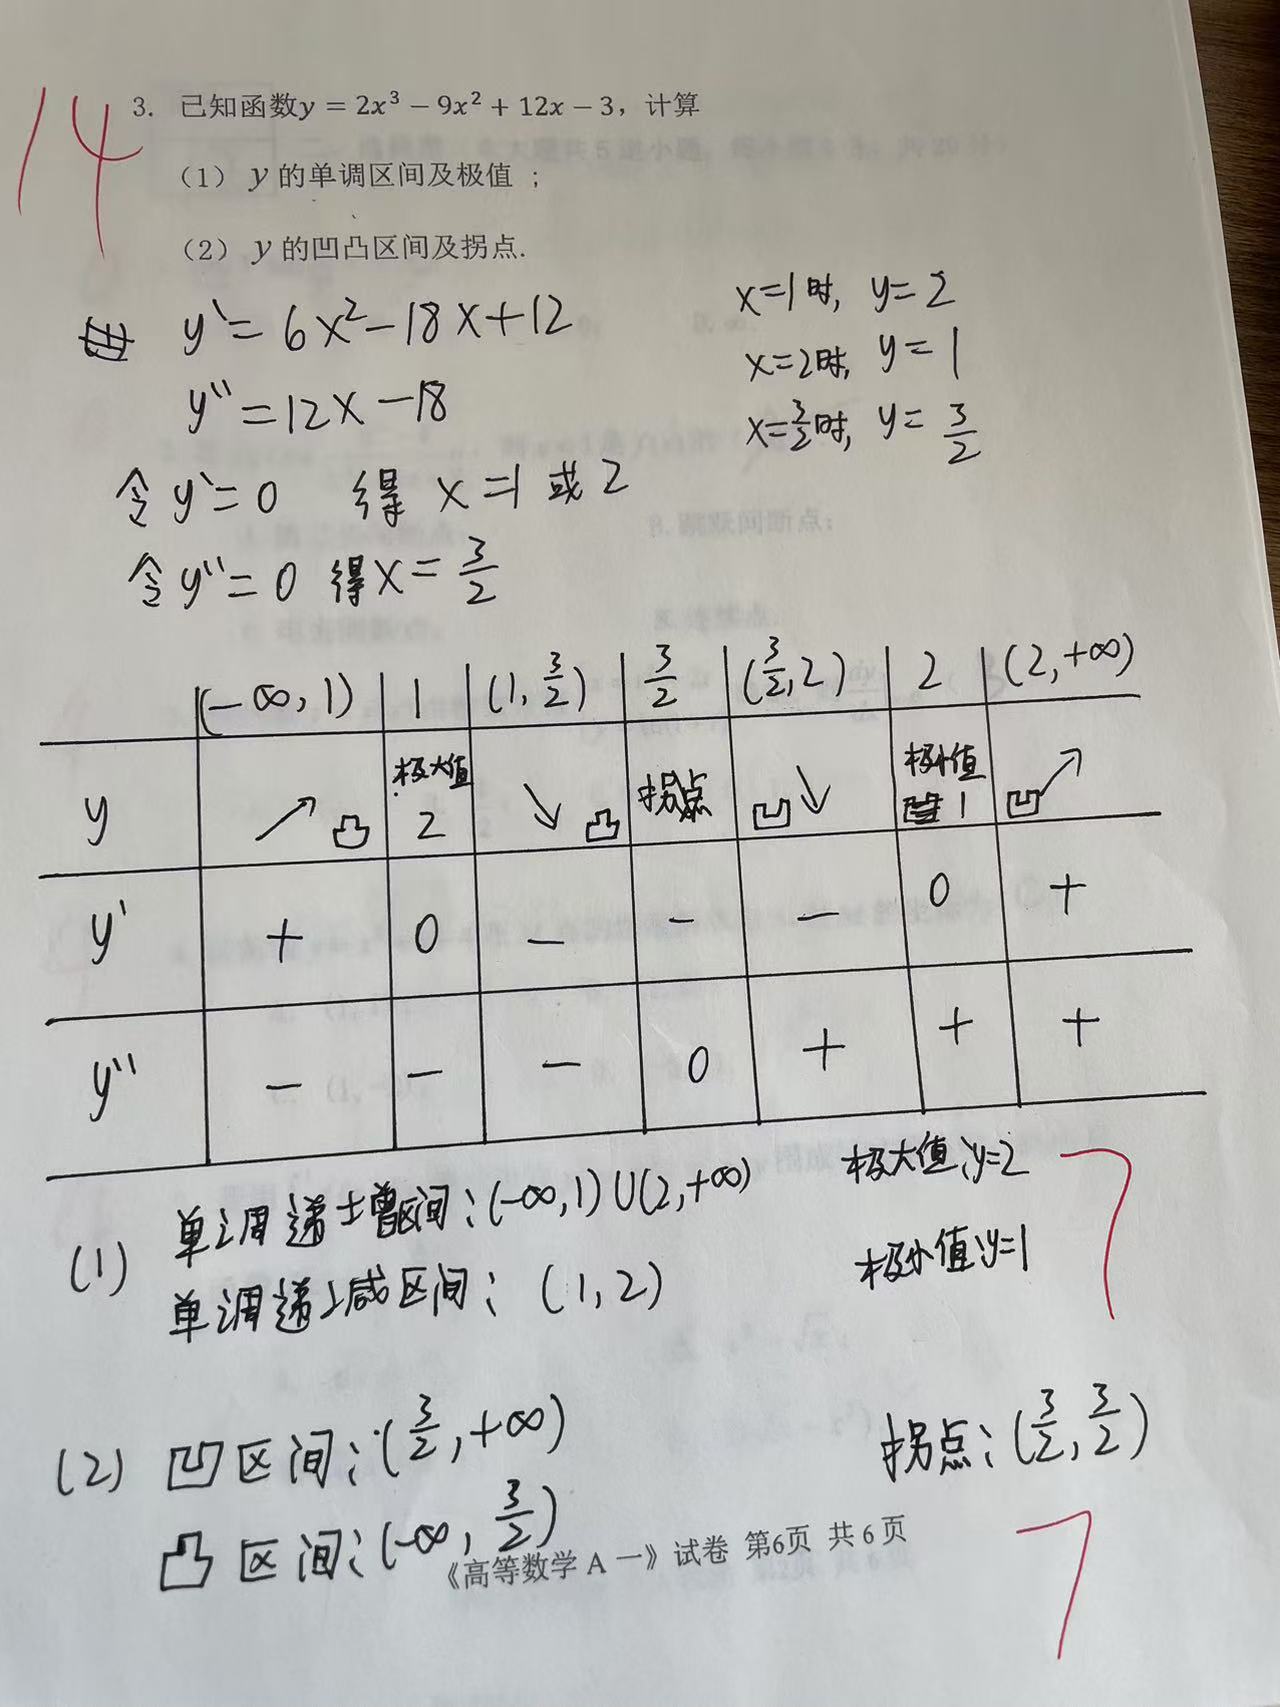 14
3. 已知函数y = 2x³ − 9x² + 12x − 3，计算
（1） y 的单调区间及极值 ；
（2） y 的凹凸区间及拐点.
y' = 6x² − 18x + 12
x=1时, y=2
y'' = 12x − 18
x=2时, y=1
x=3/2时, y=3/2
令 y'=0 得 x=1 或 2
令 y''=0 得 x=3/2
(-∞, 1) | 1 | (1, 3/2) | 3/2 | (3/2, 2) | 2 | (2, +∞)
y | ↗ 凸 | 极大值 2 | ↘ 凸 | 拐点 | 凹 ↘ | 极小值 1 | 凹 ↗
y' | + | 0 | − | − | − | 0 | +
y'' | − | − | − | 0 | + | + | +
(1) 单调递增区间: (-∞, 1) ∪ (2, +∞) 极大值: y=2 7
单调递减区间: (1, 2) 极小值: y=1
(2) 凹区间: (3/2, +∞) 拐点: (3/2, 3/2)
凸区间: (-∞, 3/2) 7
《高等数学 A 一》试卷 第6页 共 6 页